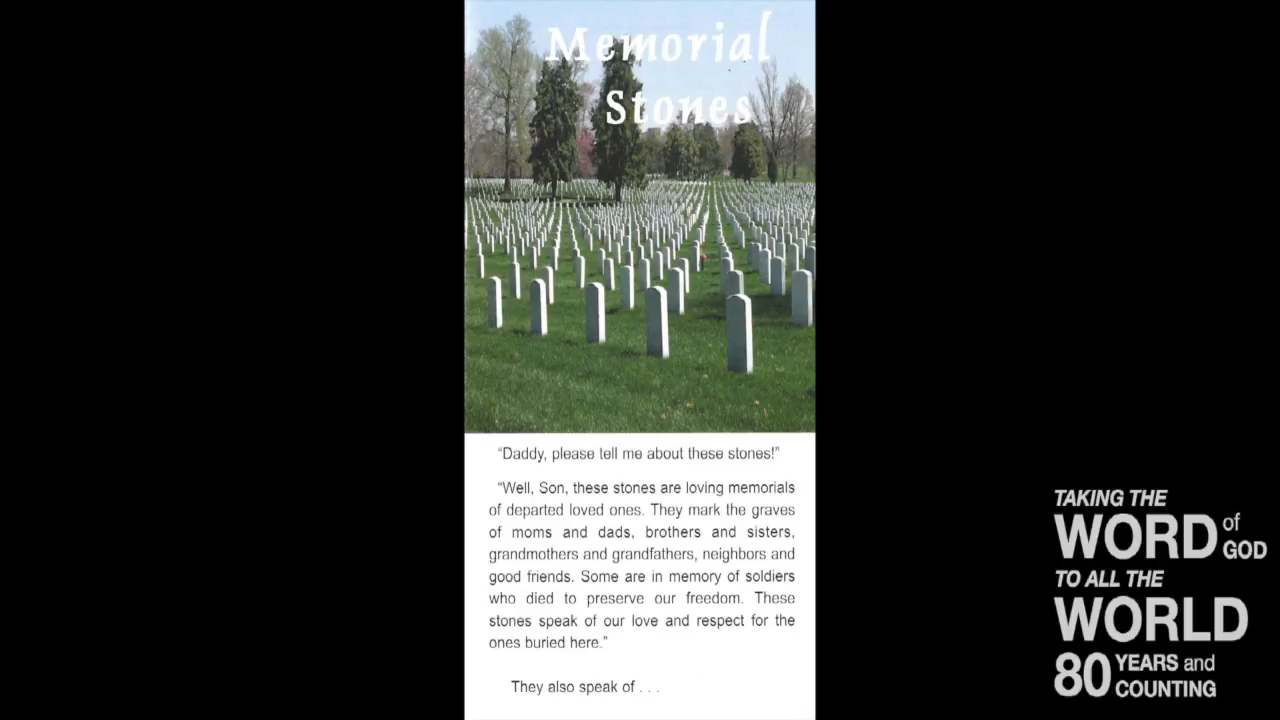 Memorial
Stones
“Daddy, please tell me about these stones!”
“Well, Son, these stones are loving memorials
of departed loved ones. They mark the graves
of moms and dads, brothers and sisters,
grandmothers and grandfathers, neighbors and
good friends. Some are in memory of soldiers
who died to preserve our freedom. These
stones speak of our love and respect for the
ones buried here.”
They also speak of . . .
TAKING THE
WORD of GOD
TO ALL THE
WORLD
80 YEARS and
COUNTING